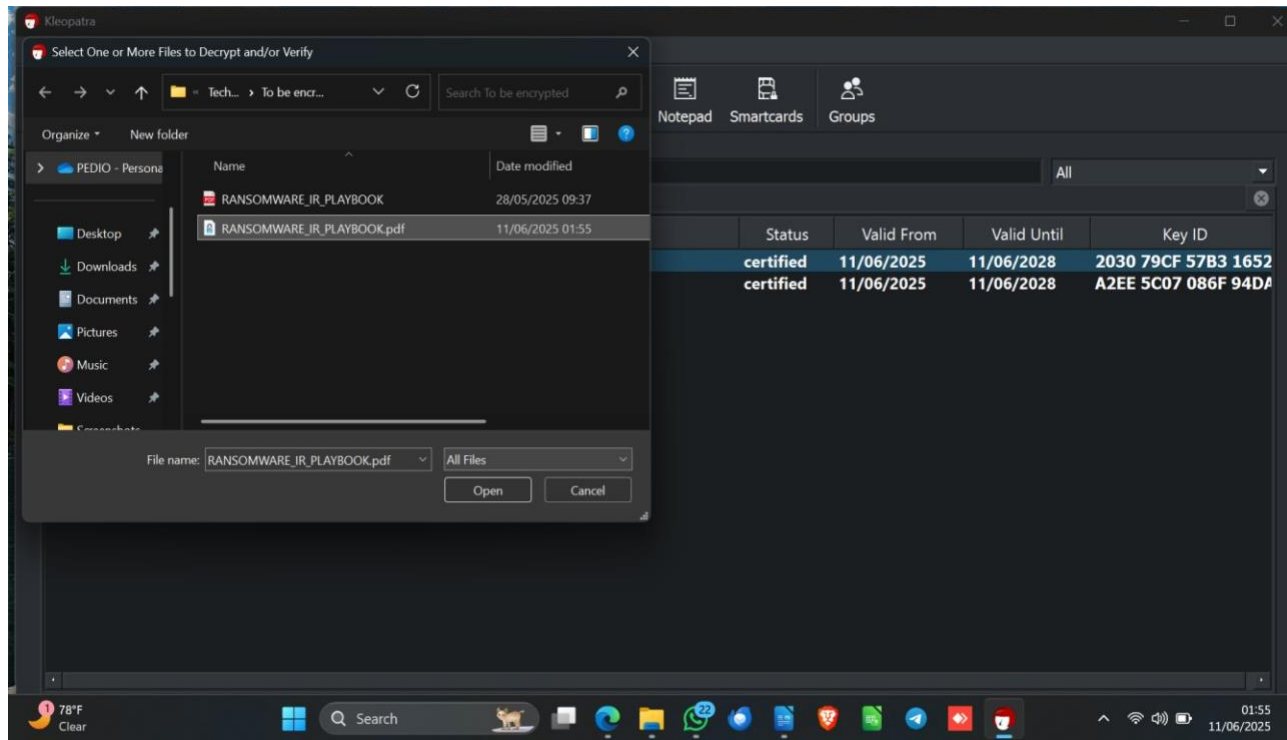 Kleopatra
Select One or More Files to Decrypt and/or Verify
« Tech... › To be encr...
Search To be encrypted
Notepad Smartcards Groups
Organize New folder
PEDIO - Persona
Name Date modified
All
RANSOMWARE_IR_PLAYBOOK 28/05/2025 09:37
RANSOMWARE_IR_PLAYBOOK.pdf 11/06/2025 01:55
Desktop
Downloads
Documents
Pictures
Music
Videos
Screenshots
Status Valid From Valid Until Key ID
certified 11/06/2025 11/06/2028 2030 79CF 57B3 1652
certified 11/06/2025 11/06/2028 A2EE 5C07 086F 94DA
File name: RANSOMWARE_IR_PLAYBOOK.pdf All Files
Open Cancel
1
78°F
Clear
Search
22
01:55
11/06/2025